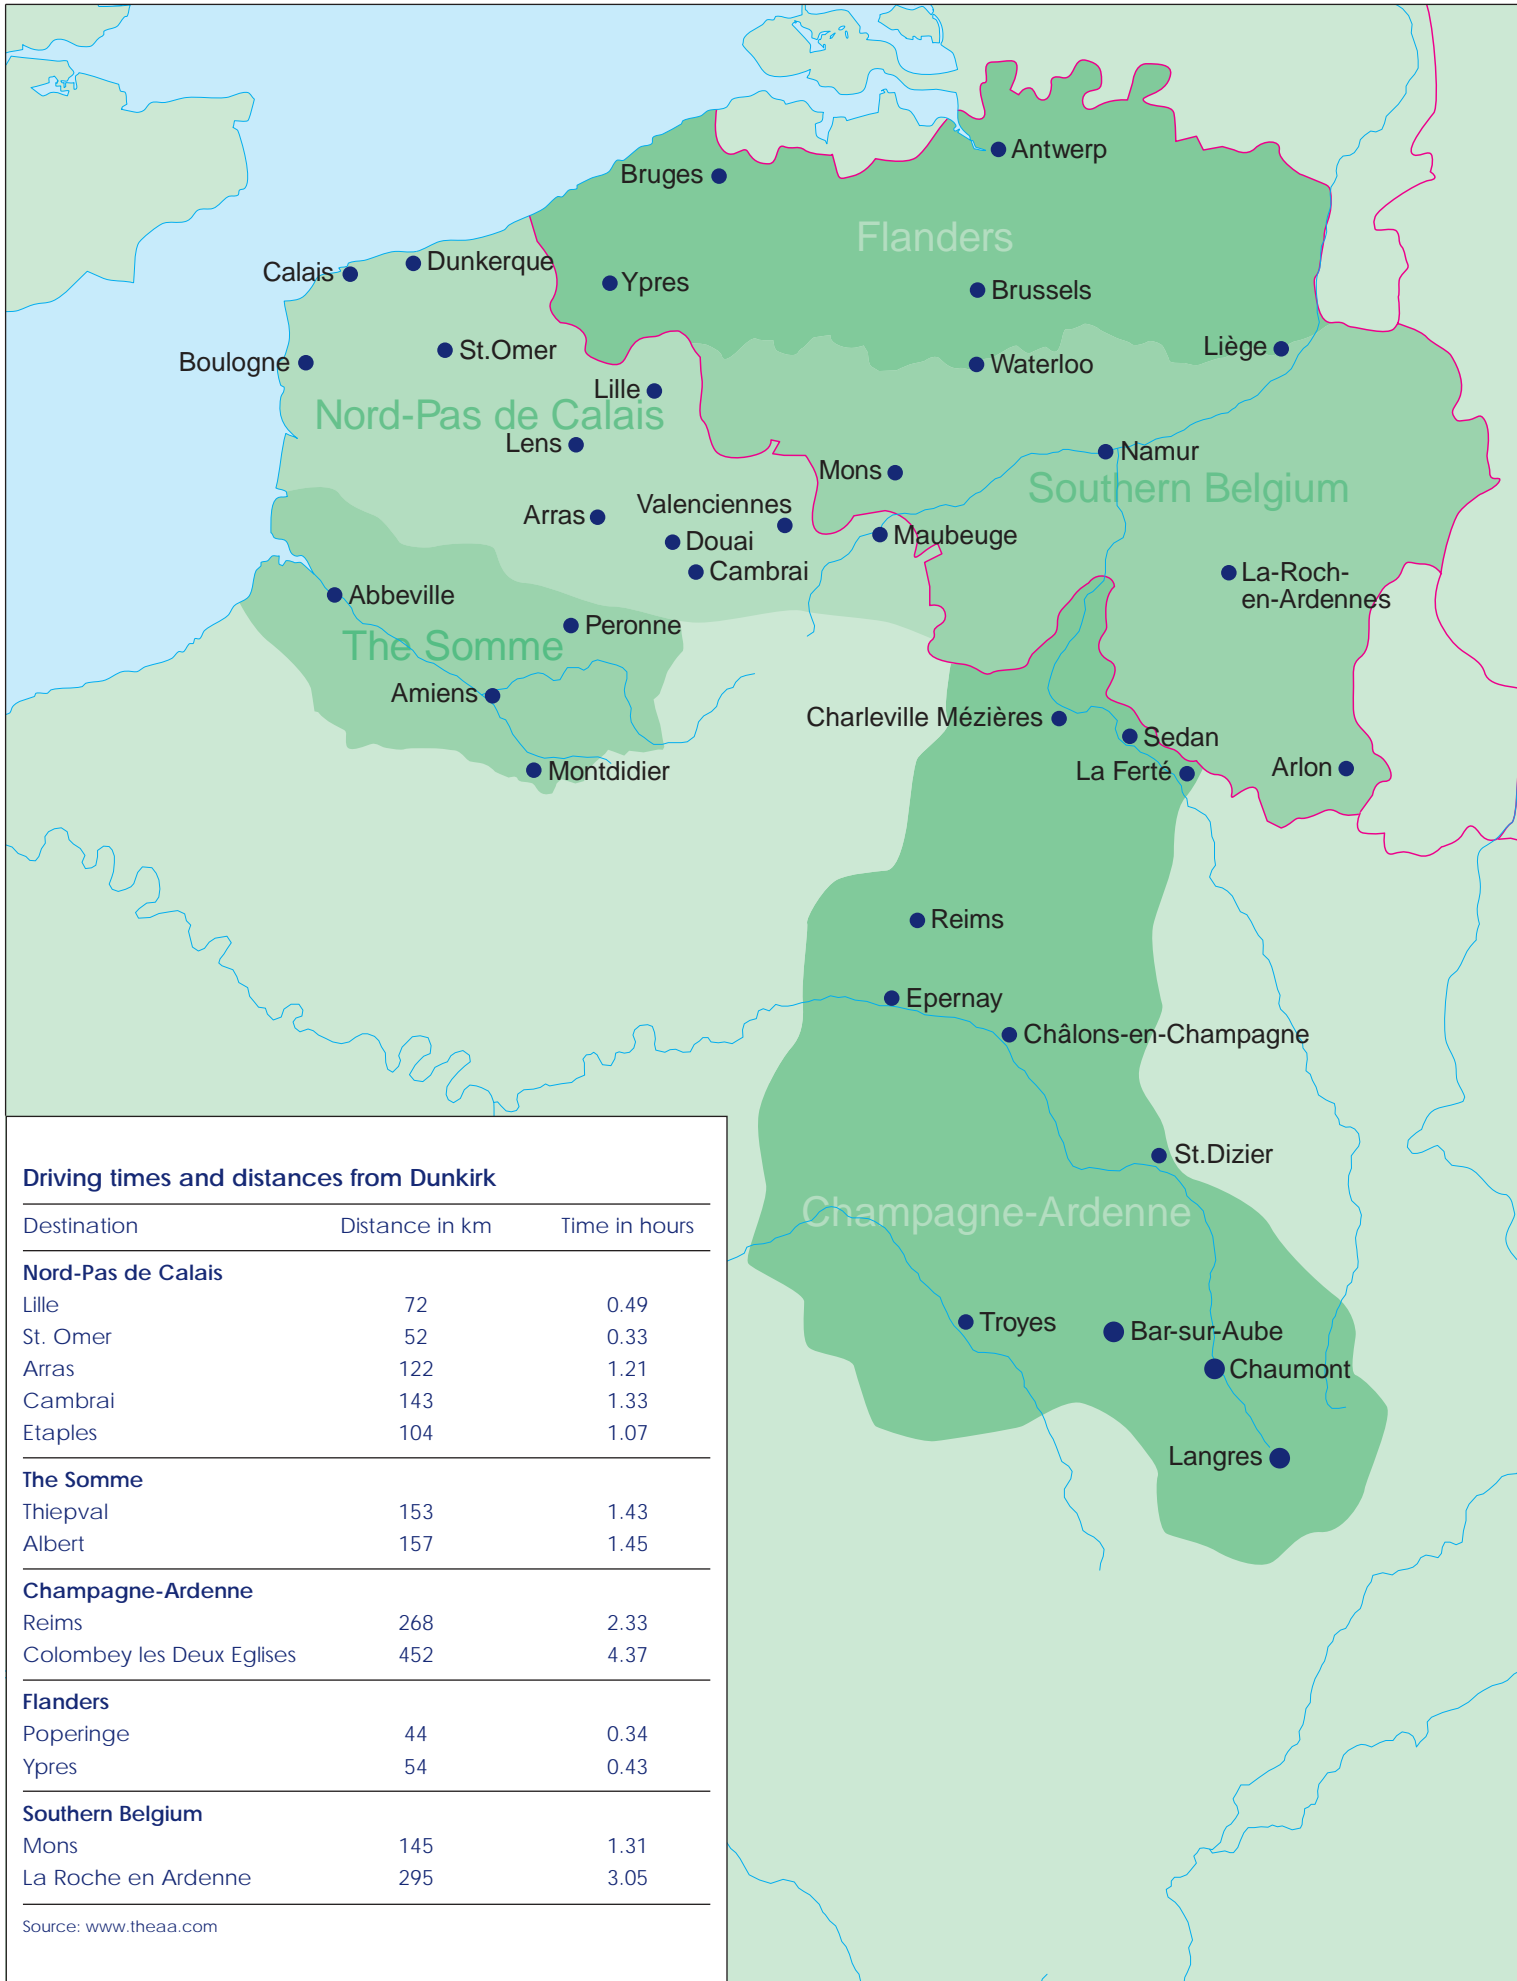 Antwerp
Bruges
Flanders
Calais
Dunkerque
Ypres
Brussels
Boulogne
St.Omer
Waterloo
Liège
Lille
Nord-Pas de Calais
Lens
Namur
Mons
Southern Belgium
Valenciennes
Arras
Douai
Maubeuge
Cambrai
La-Roch-
en-Ardennes
Abbeville
Peronne
The Somme
Amiens
Charleville Mézières
Sedan
Montdidier
La Ferté
Arlon
Reims
Epernay
Châlons-en-Champagne
St.Dizier
Champagne-Ardenne
Troyes
Bar-sur-Aube
Chaumont
Langres
Driving times and distances from Dunkirk
Destination Distance in km Time in hours
Nord-Pas de Calais
Lille 72 0.49
St. Omer 52 0.33
Arras 122 1.21
Cambrai 143 1.33
Etaples 104 1.07
The Somme
Thiepval 153 1.43
Albert 157 1.45
Champagne-Ardenne
Reims 268 2.33
Colombey les Deux Eglises 452 4.37
Flanders
Poperinge 44 0.34
Ypres 54 0.43
Southern Belgium
Mons 145 1.31
La Roche en Ardenne 295 3.05
Source: www.theaa.com